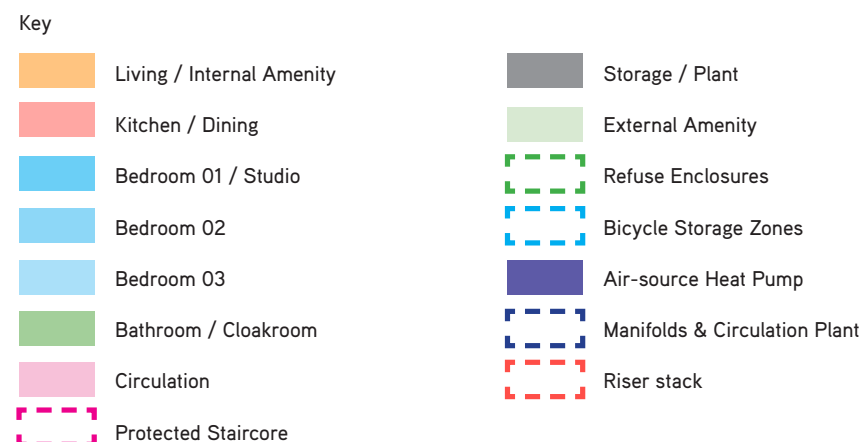 Key
Living / Internal Amenity
Kitchen / Dining
Bedroom 01 / Studio
Bedroom 02
Bedroom 03
Bathroom / Cloakroom
Circulation
Protected Staircore
Storage / Plant
External Amenity
Refuse Enclosures
Bicycle Storage Zones
Air-source Heat Pump
Manifolds & Circulation Plant
Riser stack